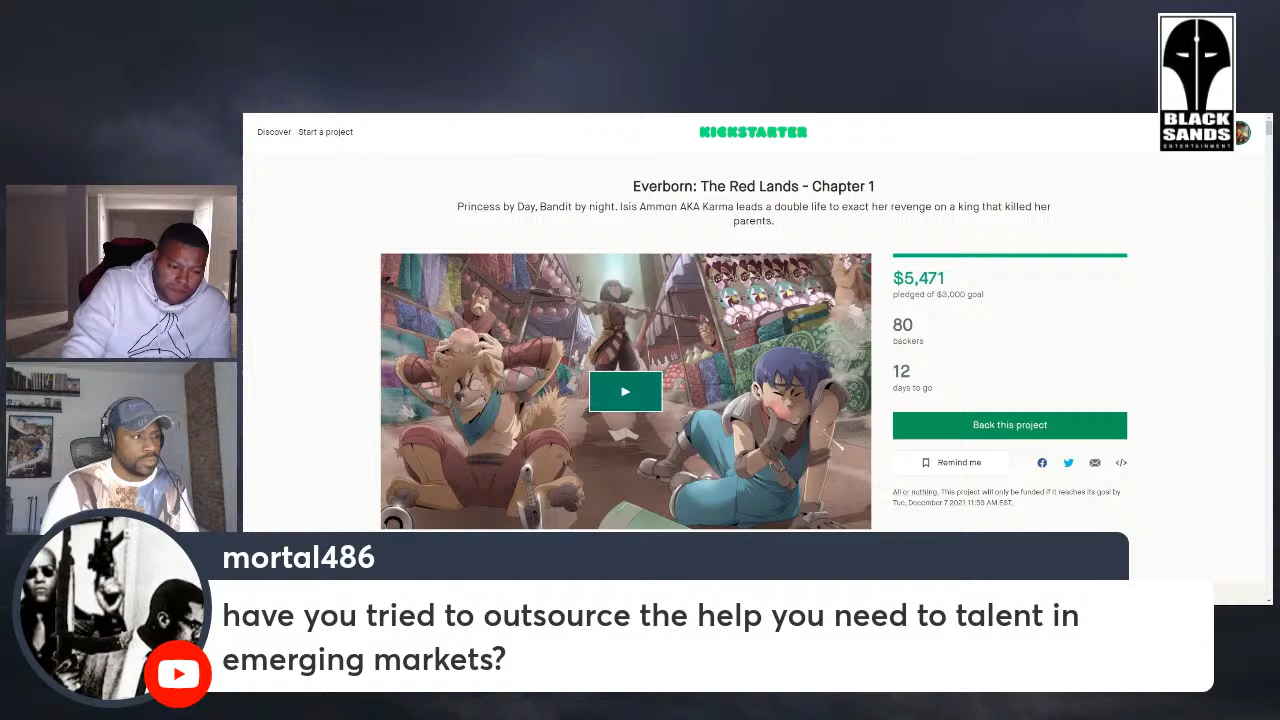 BLACK
SANDS
ENTERTAINMENT
Discover Start a project
KICKSTARTER
Everborn: The Red Lands - Chapter 1
Princess by Day, Bandit by night. Isis Ammon AKA Karma leads a double life to exact her revenge on a king that killed her
parents.
$5,471
pledged of $3,000 goal
80
backers
12
days to go
Back this project
Remind me
All or nothing. This project will only be funded if it reaches its goal by
Tue, December 7 2021 11:59 AM EST.
mortal486
have you tried to outsource the help you need to talent in
emerging markets?